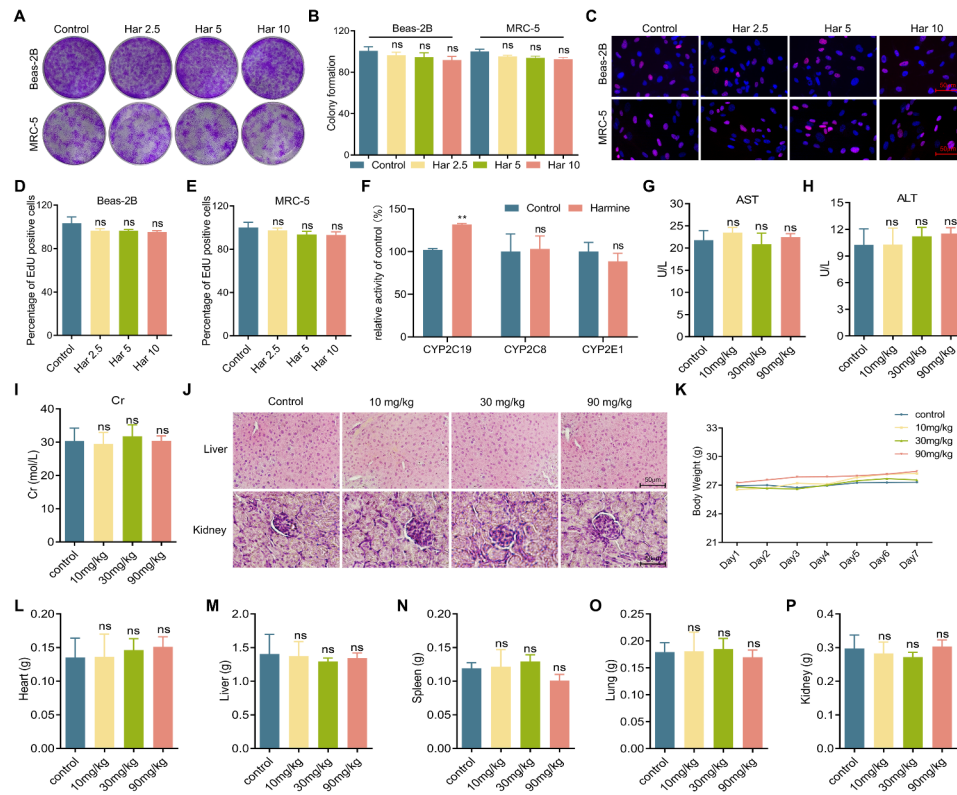 A
Control
Har 2.5
Har 5
Har 10
Beas-2B
MRC-5
B
Beas-2B
MRC-5
Colony formation
120
80
40
0
ns
ns
ns
ns
ns
ns
Control
Har 2.5
Har 5
Har 10
C
Control
Har 2.5
Har 5
Har 10
Beas-2B
MRC-5
50μm
D
Beas-2B
Percentage of EdU positive cells
120
80
40
0
ns
ns
ns
Control
Har 2.5
Har 5
Har 10
E
MRC-5
Percentage of EdU positive cells
120
80
40
0
ns
ns
ns
Control
Har 2.5
Har 5
Har 10
F
relative activity of control (%)
150
100
50
0
Control
Harmine
**
ns
ns
CYP2C19
CYP2C8
CYP2E1
G
AST
U/L
30
25
20
15
10
5
0
ns
ns
ns
control
10mg/kg
30mg/kg
90mg/kg
H
ALT
U/L
15
10
5
0
ns
ns
ns
control
10mg/kg
30mg/kg
90mg/kg
I
Cr
Cr (mol/L)
50
40
30
20
10
0
ns
ns
ns
control
10mg/kg
30mg/kg
90mg/kg
J
Control
10 mg/kg
30 mg/kg
90 mg/kg
Liver
50μm
Kidney
K
control
10mg/kg
30mg/kg
90mg/kg
Body Weight (g)
33
30
27
24
21
Day1
Day2
Day3
Day4
Day5
Day6
Day7
L
Heart (g)
0.20
0.15
0.10
0.05
0.00
ns
ns
ns
control
10mg/kg
30mg/kg
90mg/kg
M
Liver (g)
2.0
1.5
1.0
0.5
0.0
ns
ns
ns
control
10mg/kg
30mg/kg
90mg/kg
N
Spleen (g)
0.20
0.15
0.10
0.05
0.00
ns
ns
ns
control
10mg/kg
30mg/kg
90mg/kg
O
Lung (g)
0.25
0.20
0.15
0.10
0.05
0.00
ns
ns
ns
control
10mg/kg
30mg/kg
90mg/kg
P
Kidney (g)
0.4
0.3
0.2
0.1
0.0
ns
ns
ns
control
10mg/kg
30mg/kg
90mg/kg